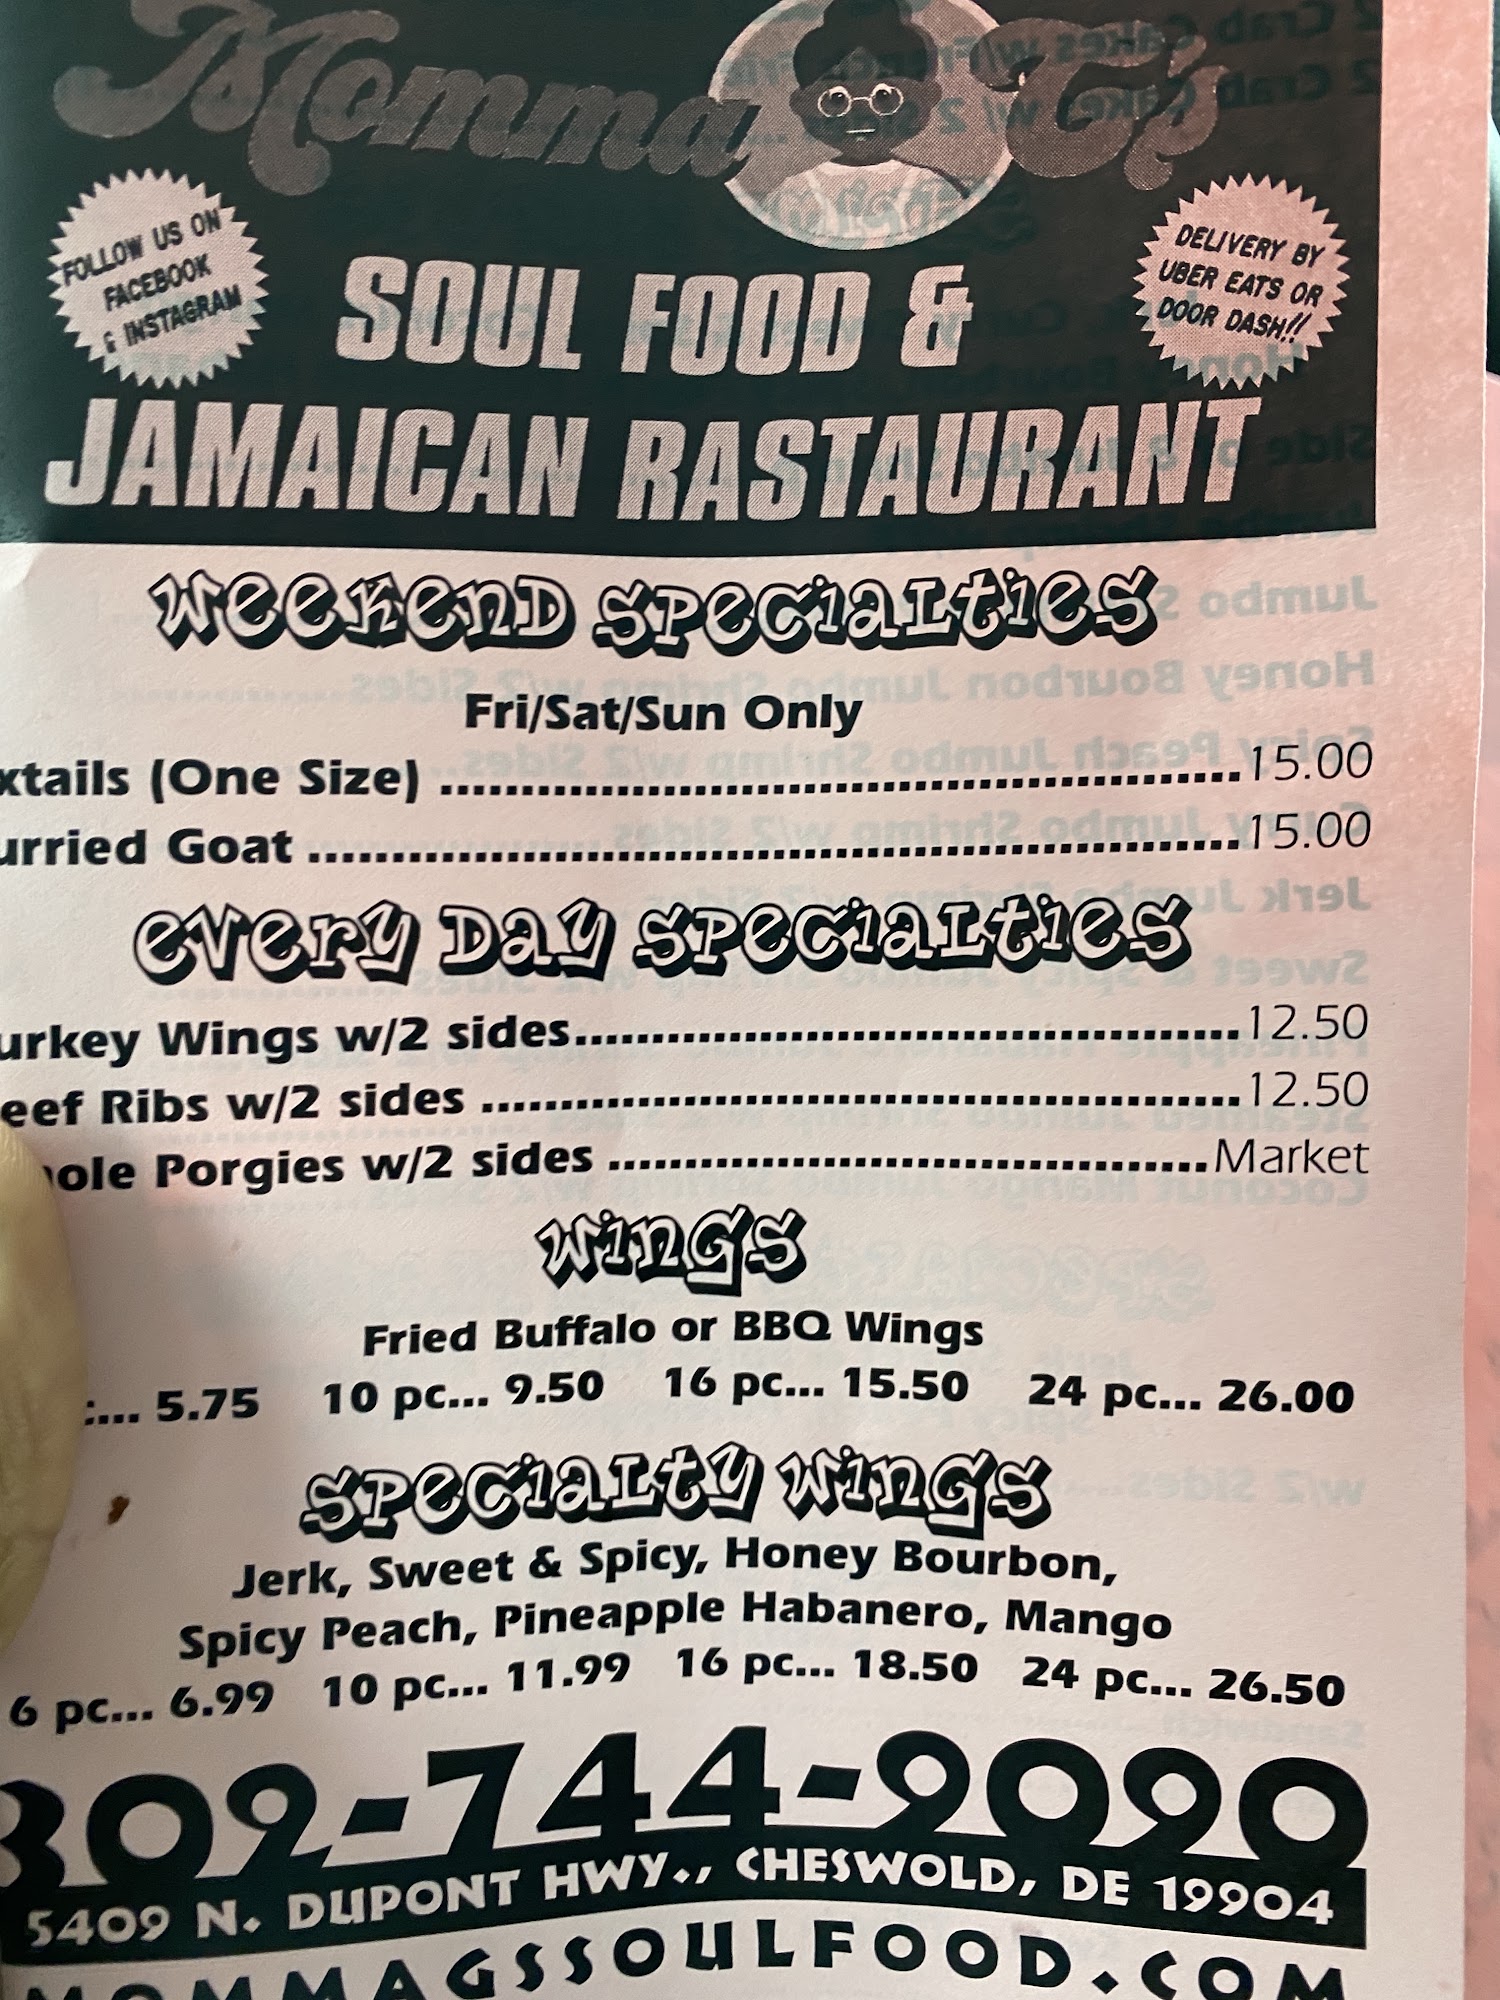 Momma G's
FOLLOW US ON
FACEBOOK
& INSTAGRAM
DELIVERY BY
UBER EATS OR
DOOR DASH!!
SOUL FOOD &
JAMAICAN RASTAURANT
Weekend Specialties
Fri/Sat/Sun Only
xtails (One Size) ........ 15.00
urried Goat ........ 15.00
Every Day Specialties
urkey Wings w/2 sides........ 12.50
eef Ribs w/2 sides ........ 12.50
ole Porgies w/2 sides ........ Market
Wings
Fried Buffalo or BBQ Wings
c... 5.75 10 pc... 9.50 16 pc... 15.50 24 pc... 26.00
Specialty Wings
Jerk, Sweet & Spicy, Honey Bourbon,
Spicy Peach, Pineapple Habanero, Mango
6 pc... 6.99 10 pc... 11.99 16 pc... 18.50 24 pc... 26.50
302-744-9090
5409 N. DUPONT HWY., CHESWOLD, DE 19904
MOMMAGSSOULFOOD.COM